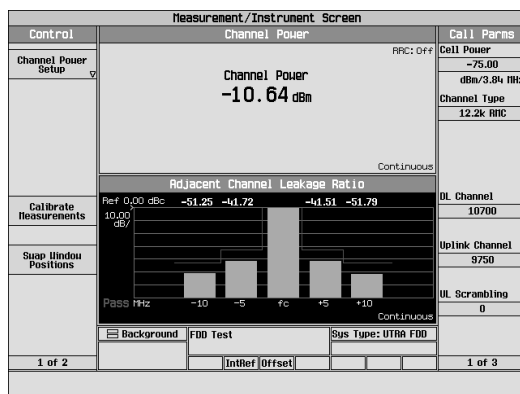 Measurement/Instrument Screen
Control
Channel Power
Call Parms
Channel Power
Setup
RRC: Off
Channel Power
-10.64 dBm
Continuous
Cell Power
-75.00
dBm/3.84 MHz
Channel Type
12.2k RMC
Adjacent Channel Leakage Ratio
Calibrate
Measurements
Swap Window
Positions
Ref 0.00 dBc
-51.25 -41.72 -41.51 -51.79
10.00
dB/
Pass MHz -10 -5 fc +5 +10
Continuous
DL Channel
10700
Uplink Channel
9750
UL Scrambling
0
Background
FDD Test
Sys Type: UTRA FDD
1 of 2
IntRef Offset
1 of 3